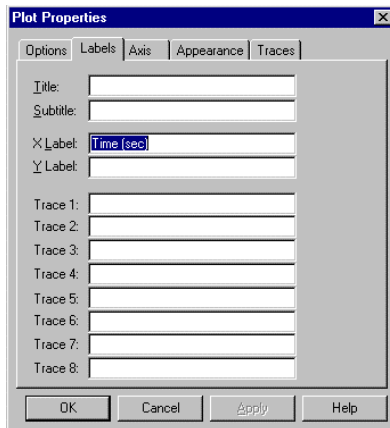 Plot Properties
Options Labels Axis Appearance Traces
Title:
Subtitle:
X Label: Time (sec)
Y Label:
Trace 1:
Trace 2:
Trace 3:
Trace 4:
Trace 5:
Trace 6:
Trace 7:
Trace 8:
OK Cancel Apply Help